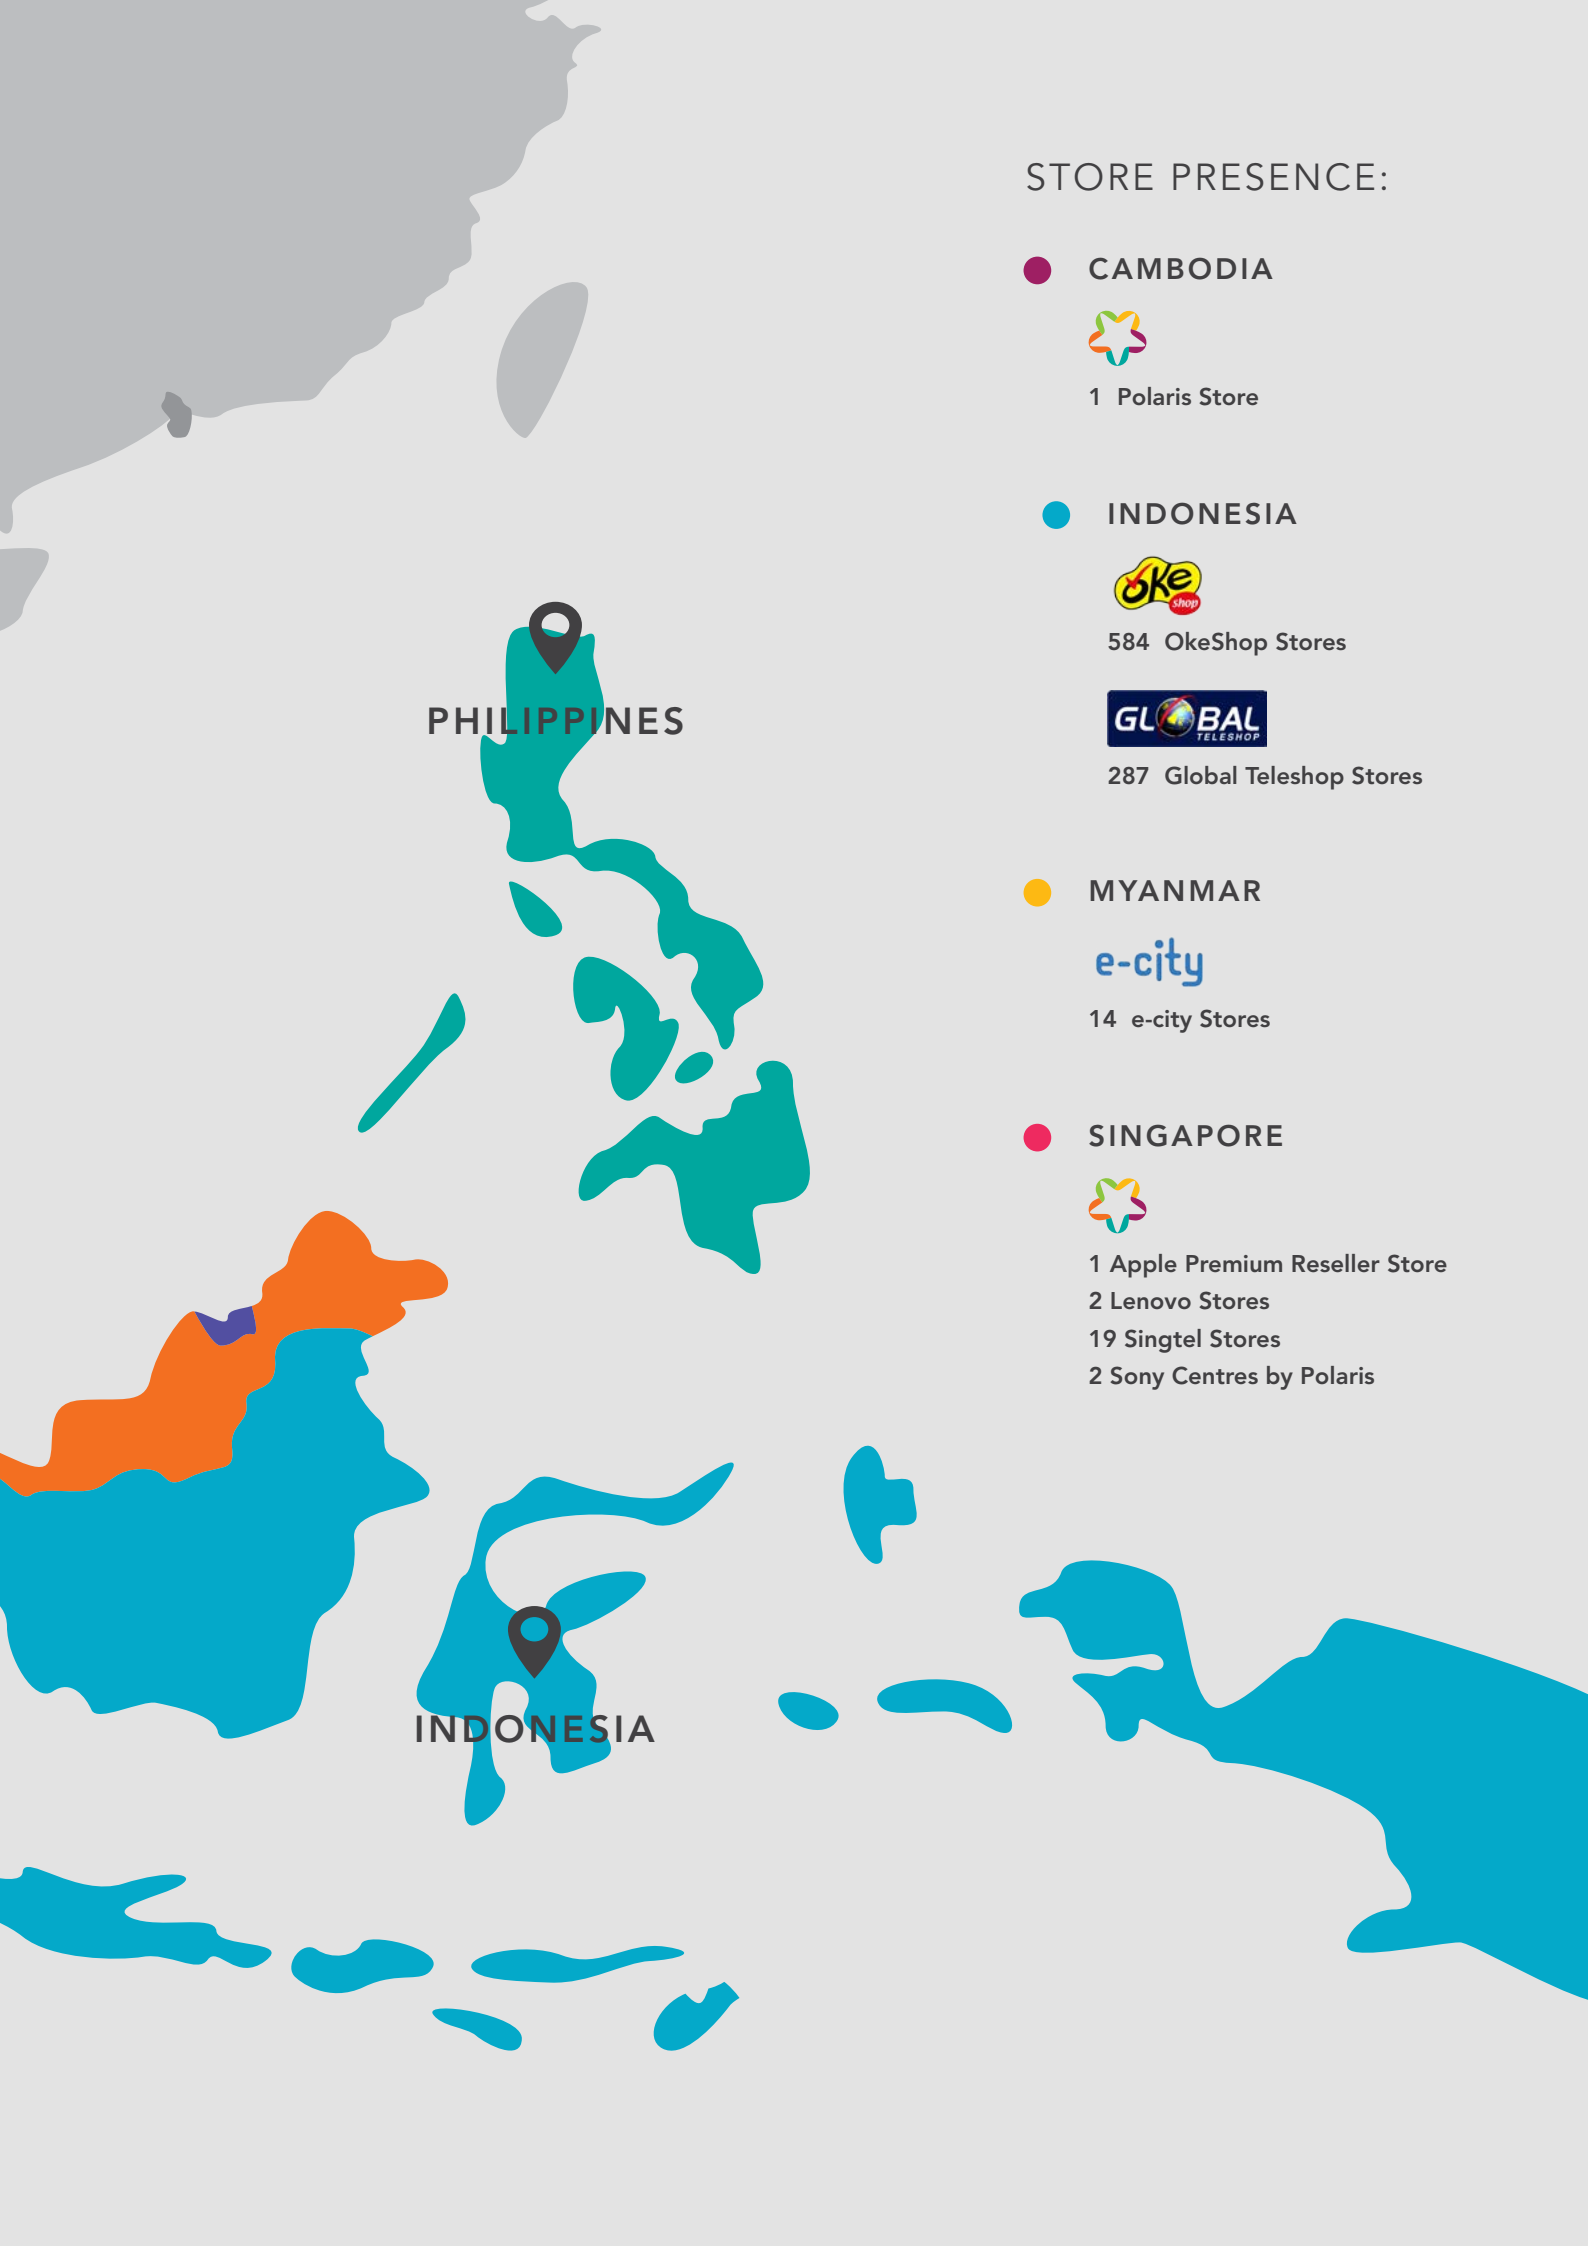 STORE PRESENCE:
CAMBODIA
1 Polaris Store
INDONESIA
oke
shop
584 OkeShop Stores
GLOBAL
TELESHOP
287 Global Teleshop Stores
MYANMAR
e-city
14 e-city Stores
SINGAPORE
1 Apple Premium Reseller Store
2 Lenovo Stores
19 Singtel Stores
2 Sony Centres by Polaris
PHILIPPINES
INDONESIA